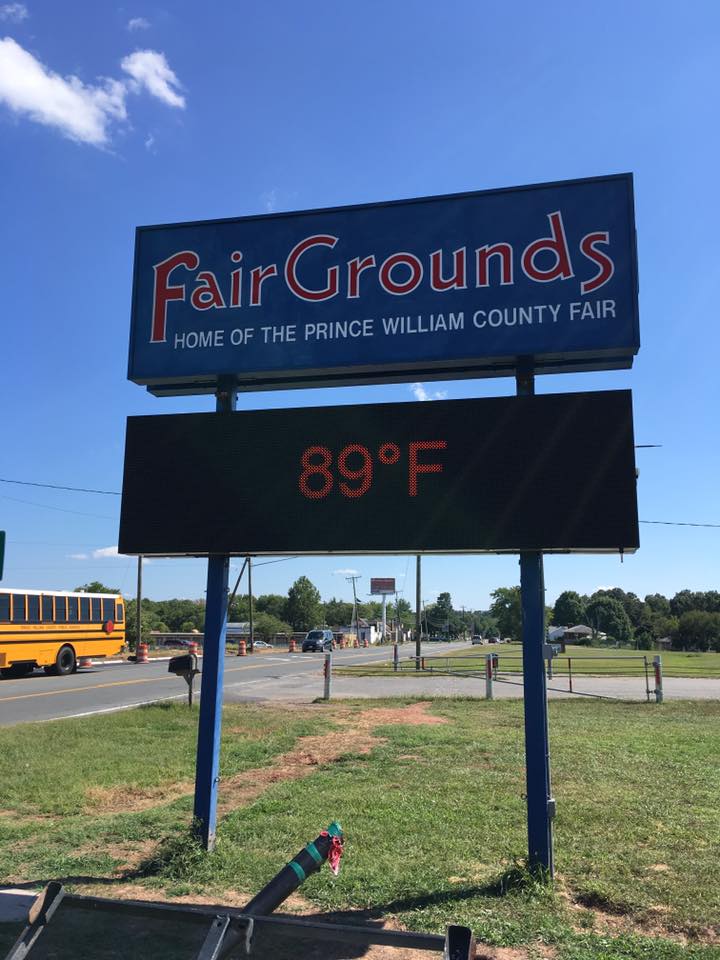 FairGrounds
HOME OF THE PRINCE WILLIAM COUNTY FAIR
89°F